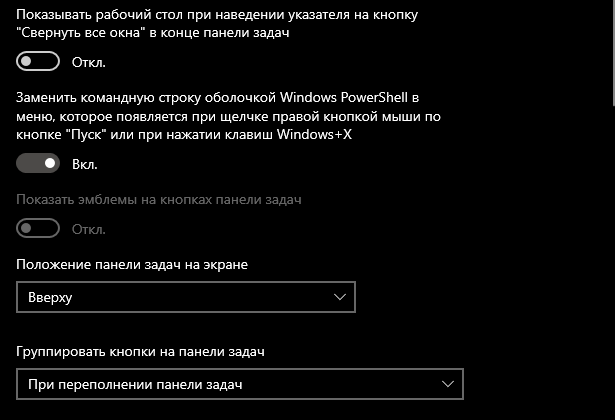 Показывать рабочий стол при наведении указателя на кнопку
"Свернуть все окна" в конце панели задач
Откл.
Заменить командную строку оболочкой Windows PowerShell в
меню, которое появляется при щелчке правой кнопкой мыши по
кнопке "Пуск" или при нажатии клавиш Windows+X
Вкл.
Показать эмблемы на кнопках панели задач
Откл.
Положение панели задач на экране
Вверху
Группировать кнопки на панели задач
При переполнении панели задач